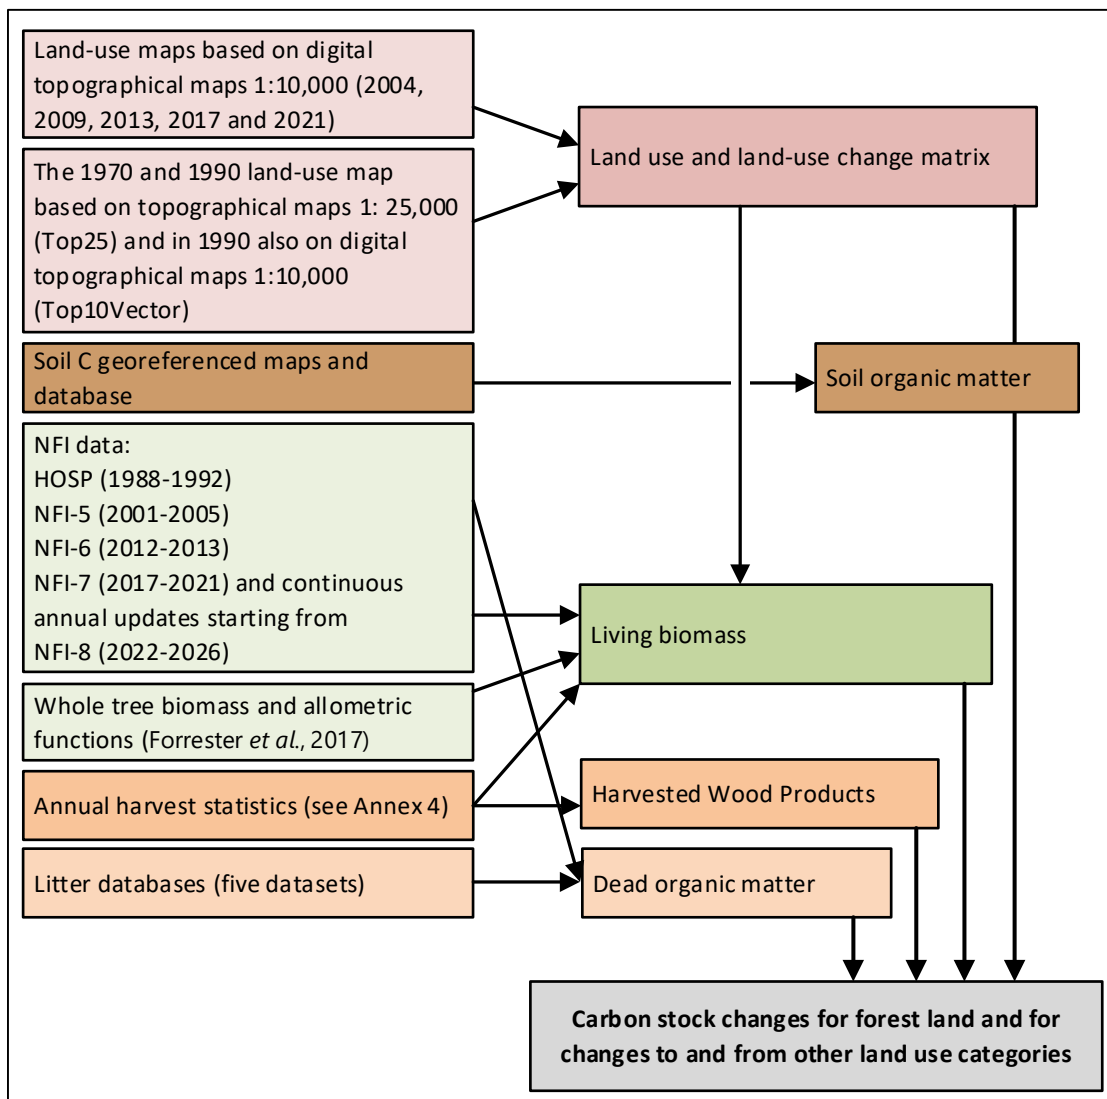 Land-use maps based on digital
topographical maps 1:10,000 (2004,
2009, 2013, 2017 and 2021)
Land use and land-use change matrix
The 1970 and 1990 land-use map
based on topographical maps 1: 25,000
(Top25) and in 1990 also on digital
topographical maps 1:10,000
(Top10Vector)
Soil C georeferenced maps and
database
Soil organic matter
NFI data:
HOSP (1988-1992)
NFI-5 (2001-2005)
NFI-6 (2012-2013)
NFI-7 (2017-2021) and continuous
annual updates starting from
NFI-8 (2022-2026)
Living biomass
Whole tree biomass and allometric
functions (Forrester et al., 2017)
Annual harvest statistics (see Annex 4)
Harvested Wood Products
Litter databases (five datasets)
Dead organic matter
Carbon stock changes for forest land and for
changes to and from other land use categories